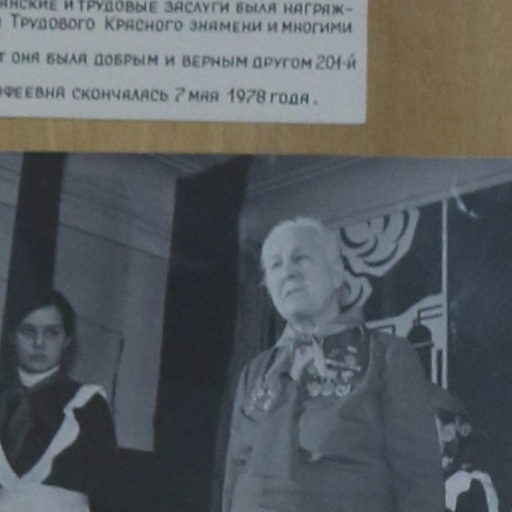 АНСКИЕ И ТРУДОВЫЕ ЗАСЛУГИ БЫЛА НАГРАЖ-
ТРУДОВОГО КРАСНОГО ЗНАМЕНИ И МНОГИМИ
Т ОНА БЫЛА ДОБРЫМ И ВЕРНЫМ ДРУГОМ 201-Й
ФЕЕВНА СКОНЧАЛАСЬ 7 МАЯ 1978 ГОДА.